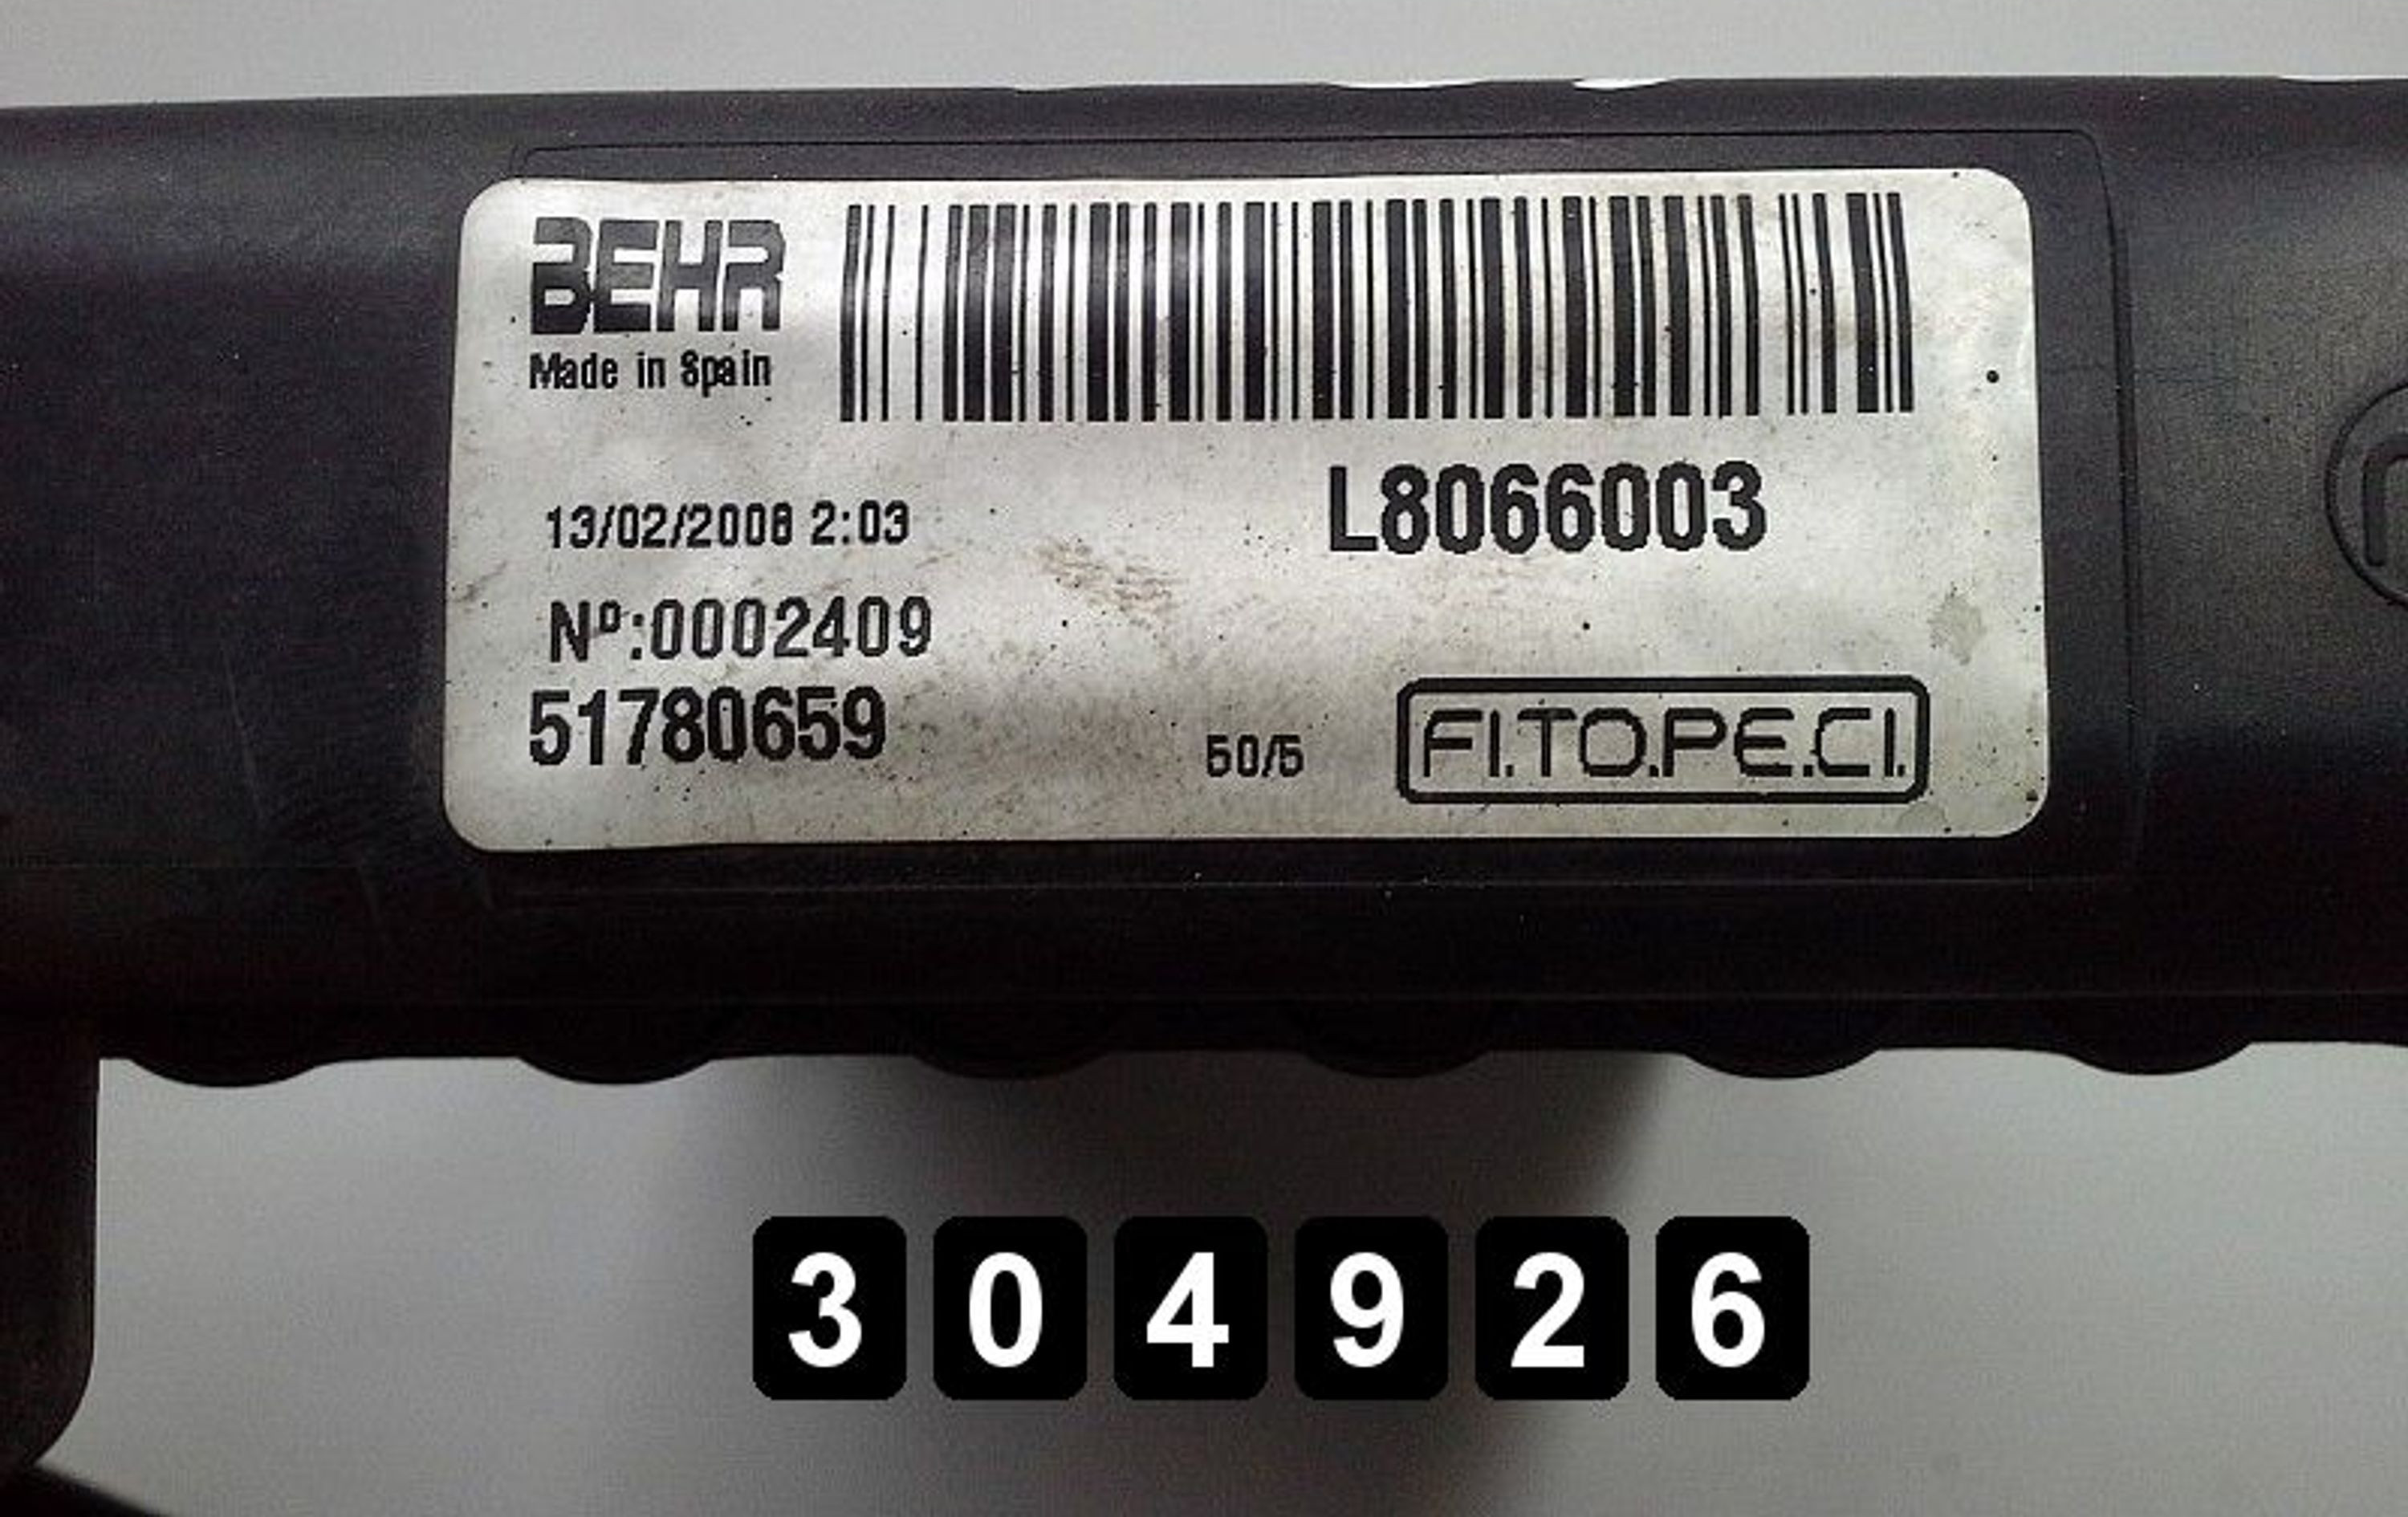 BEHR
Made in Spain
L8066003
13/02/2008 2:03
Nº:0002409
51780659
50/5
FI.TO.PE.CI.
304926